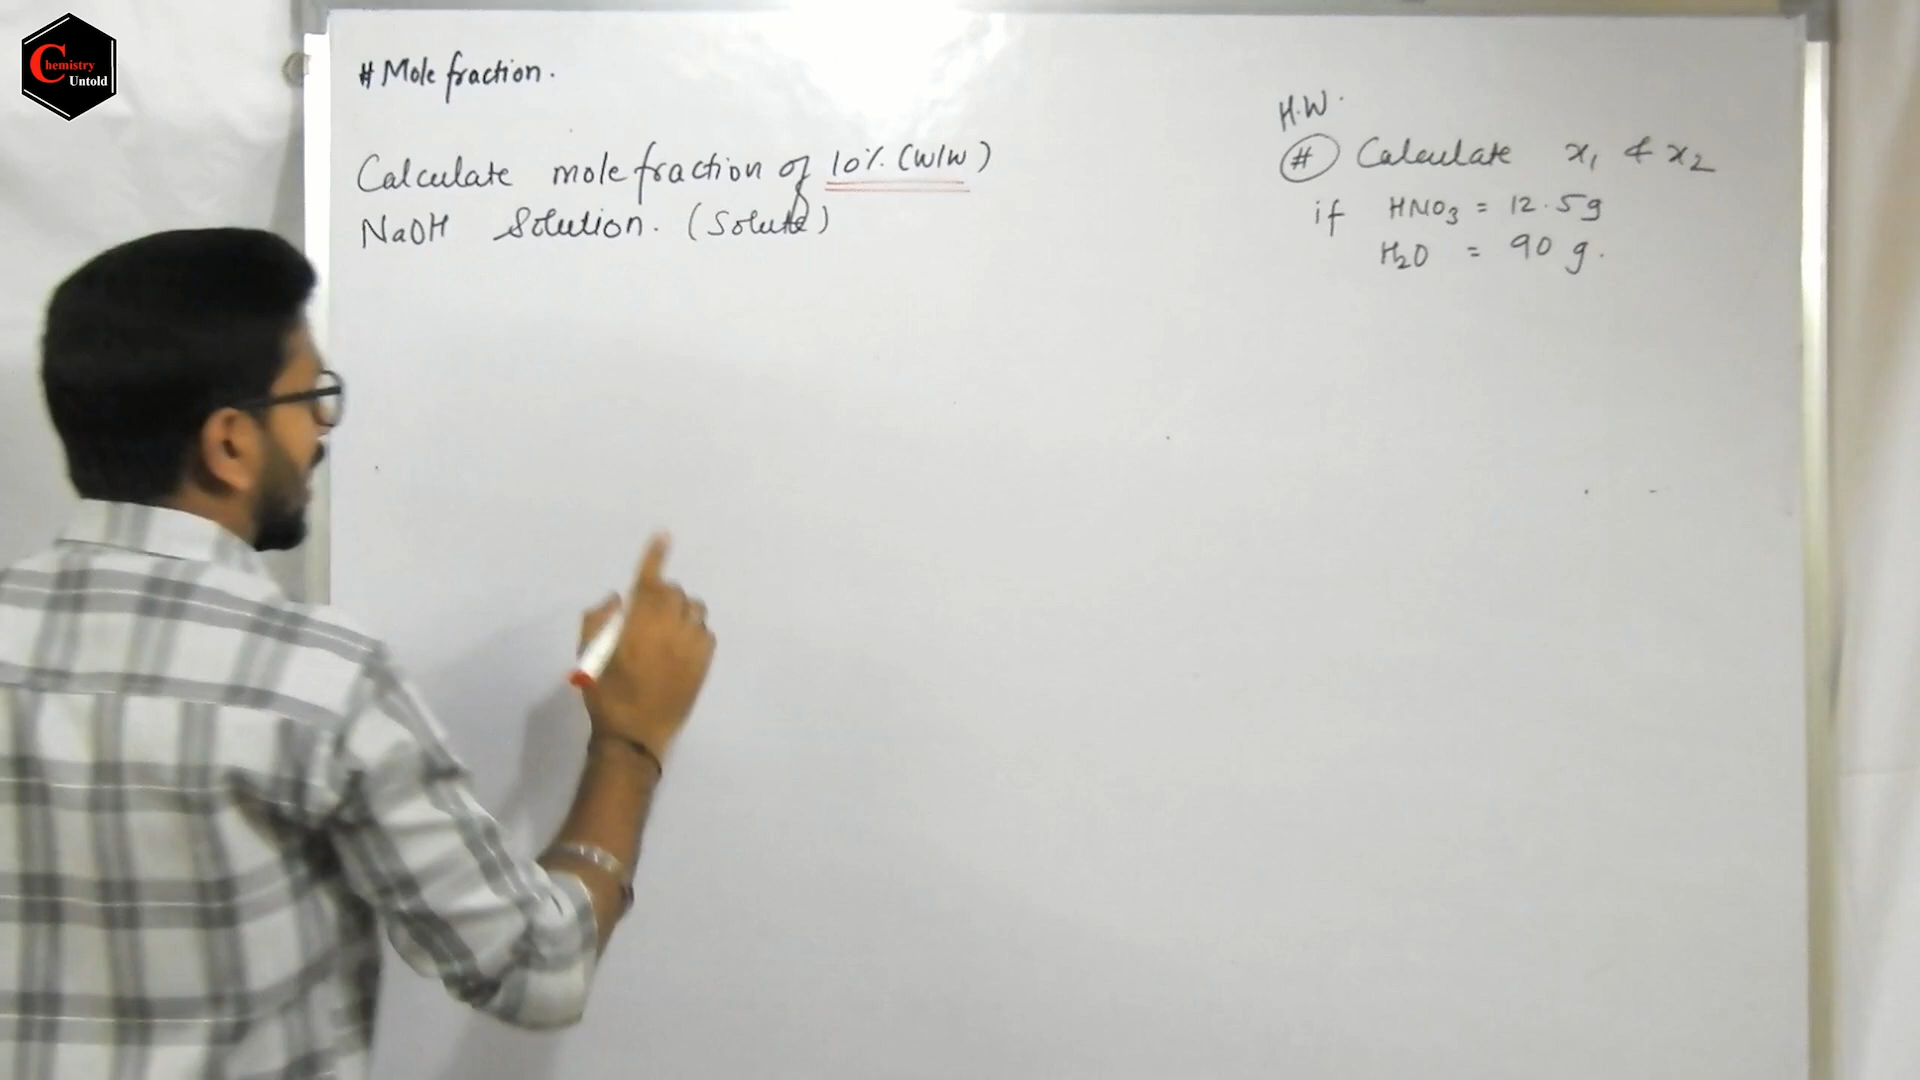 Chemistry
Untold
# Mole fraction.
Calculate mole fraction of 10% (W/W)
NaOH Solution. (Solute)
H.W.
# Calculate x₁ & x₂
if HNO₃ = 12.5g
H₂O = 90 g.